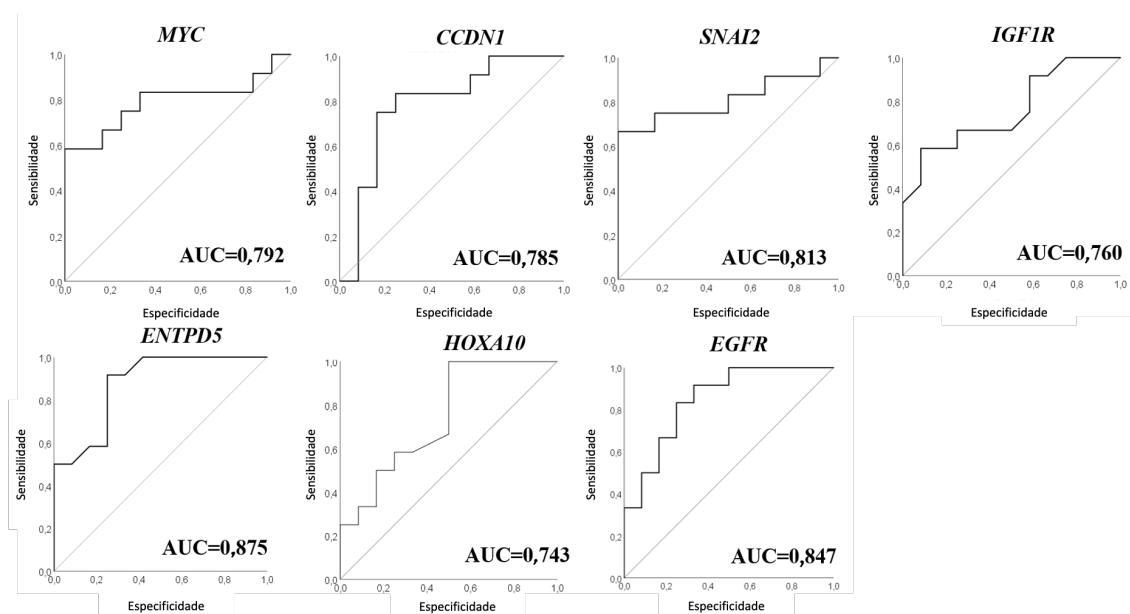 MYC
1,0
0,8
0,6
0,4
0,2
0,0
Sensibilidade
AUC=0,792
0,0 0,2 0,4 0,6 0,8 1,0
Especificidade
CCDN1
1,0
0,8
0,6
0,4
0,2
0,0
Sensibilidade
AUC=0,785
0,0 0,2 0,4 0,6 0,8 1,0
Especificidade
SNAI2
1,0
0,8
0,6
0,4
0,2
0,0
Sensibilidade
AUC=0,813
0,0 0,2 0,4 0,6 0,8 1,0
Especificidade
IGF1R
1,0
0,8
0,6
0,4
0,2
0,0
Sensibilidade
AUC=0,760
0,0 0,2 0,4 0,6 0,8 1,0
Especificidade
ENTPD5
1,0
0,8
0,6
0,4
0,2
0,0
Sensibilidade
AUC=0,875
0,0 0,2 0,4 0,6 0,8 1,0
Especificidade
HOXA10
1,0
0,8
0,6
0,4
0,2
0,0
Sensibilidade
AUC=0,743
0,0 0,2 0,4 0,6 0,8 1,0
Especificidade
EGFR
1,0
0,8
0,6
0,4
0,2
0,0
Sensibilidade
AUC=0,847
0,0 0,2 0,4 0,6 0,8 1,0
Especificidade